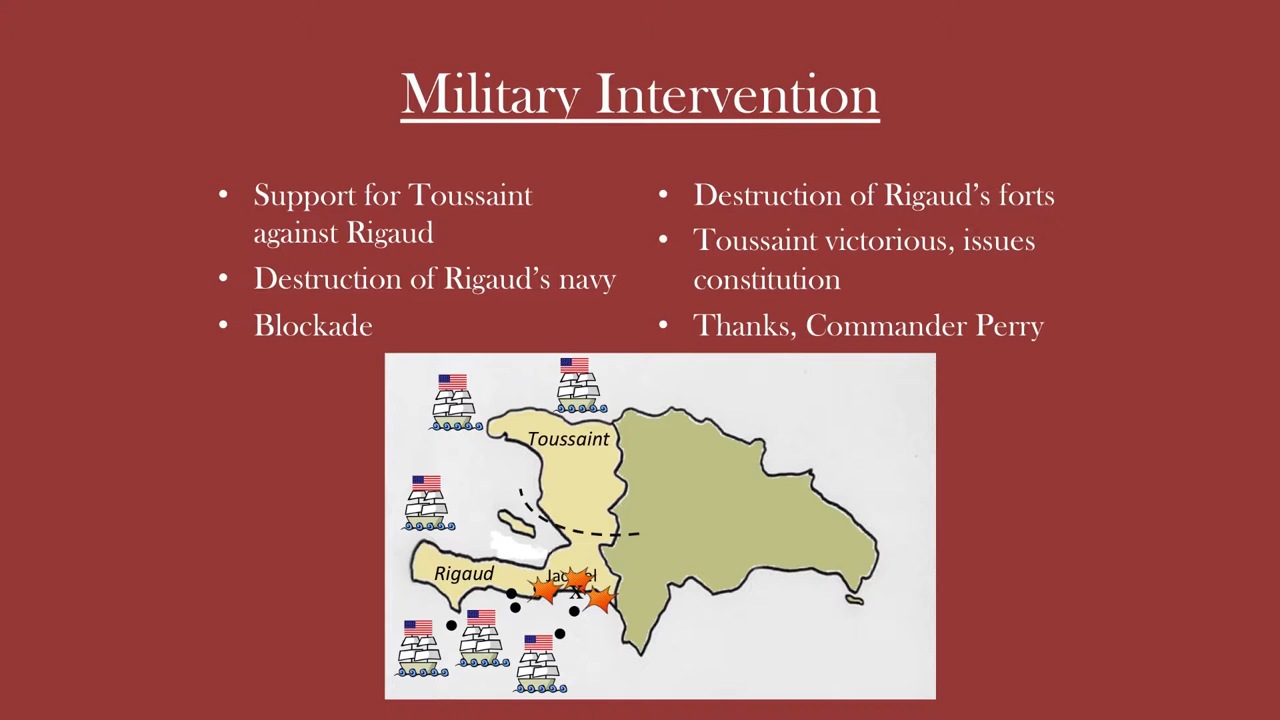 Military Intervention
• Support for Toussaint
against Rigaud
• Destruction of Rigaud’s navy
• Blockade
• Destruction of Rigaud’s forts
• Toussaint victorious, issues
constitution
• Thanks, Commander Perry
Toussaint
Rigaud
X